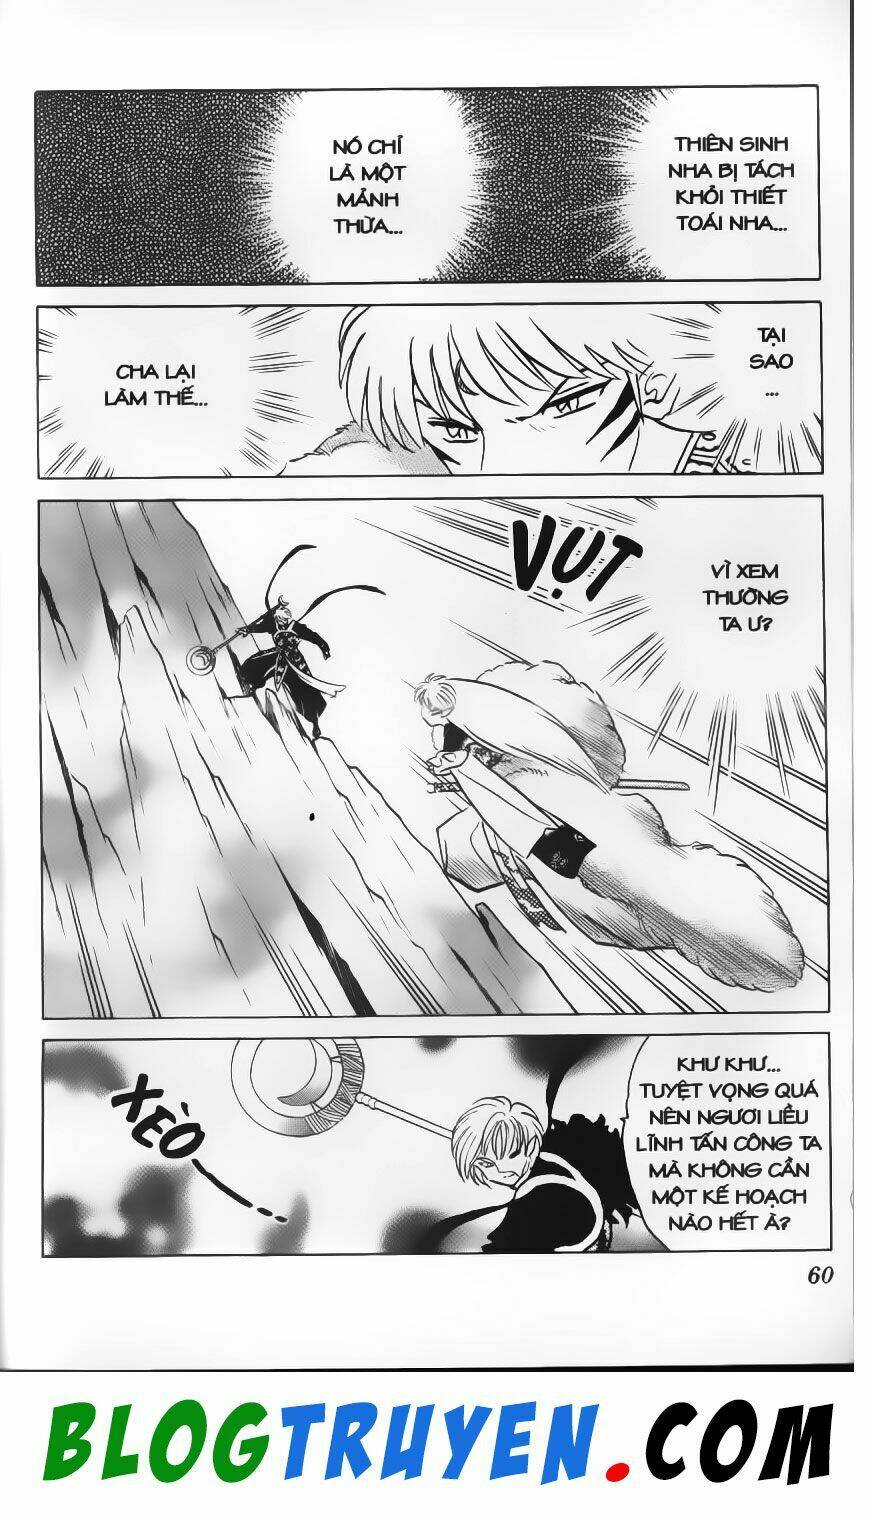 THIÊN SINH
NHA BỊ TÁCH
KHỎI THIẾT
TOÁI NHA...
NÓ CHỈ
LÀ MỘT
MẢNH
THỪA...
TẠI
SAO
...
CHA LẠI
LÀM THẾ...
VÌ XEM
THƯỜNG
TA Ư?
VỤT
KHƯ KHƯ...
TUYỆT VỌNG QUÁ
NÊN NGƯƠI LIỀU
LĨNH TẤN CÔNG TA
MÀ KHÔNG CẦN
MỘT KẾ HOẠCH
NÀO HẾT À?
XÈO
60
BLOGTRUYEN.COM